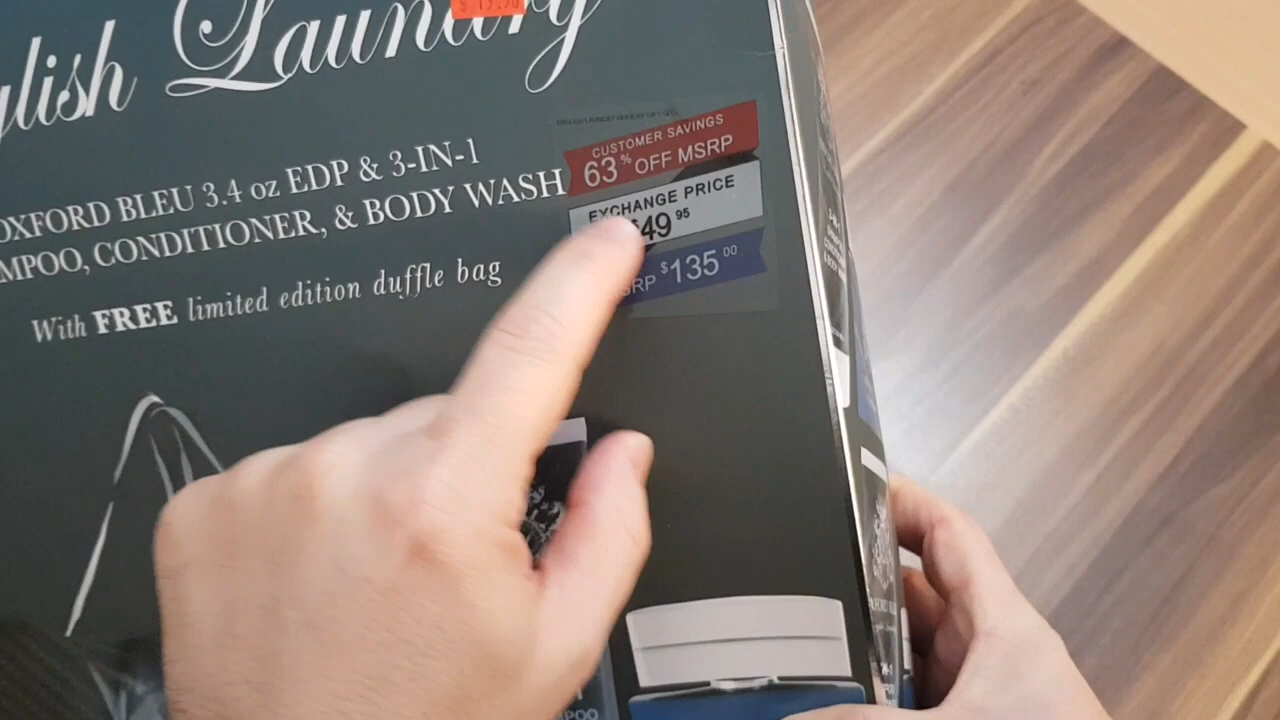 glish Laundry
OXFORD BLEU 3.4 oz EDP & 3-IN-1
MPOO, CONDITIONER, & BODY WASH
With FREE limited edition duffle bag
CUSTOMER SAVINGS
63% OFF MSRP
EXCHANGE PRICE
$49 95
SRP $135 00